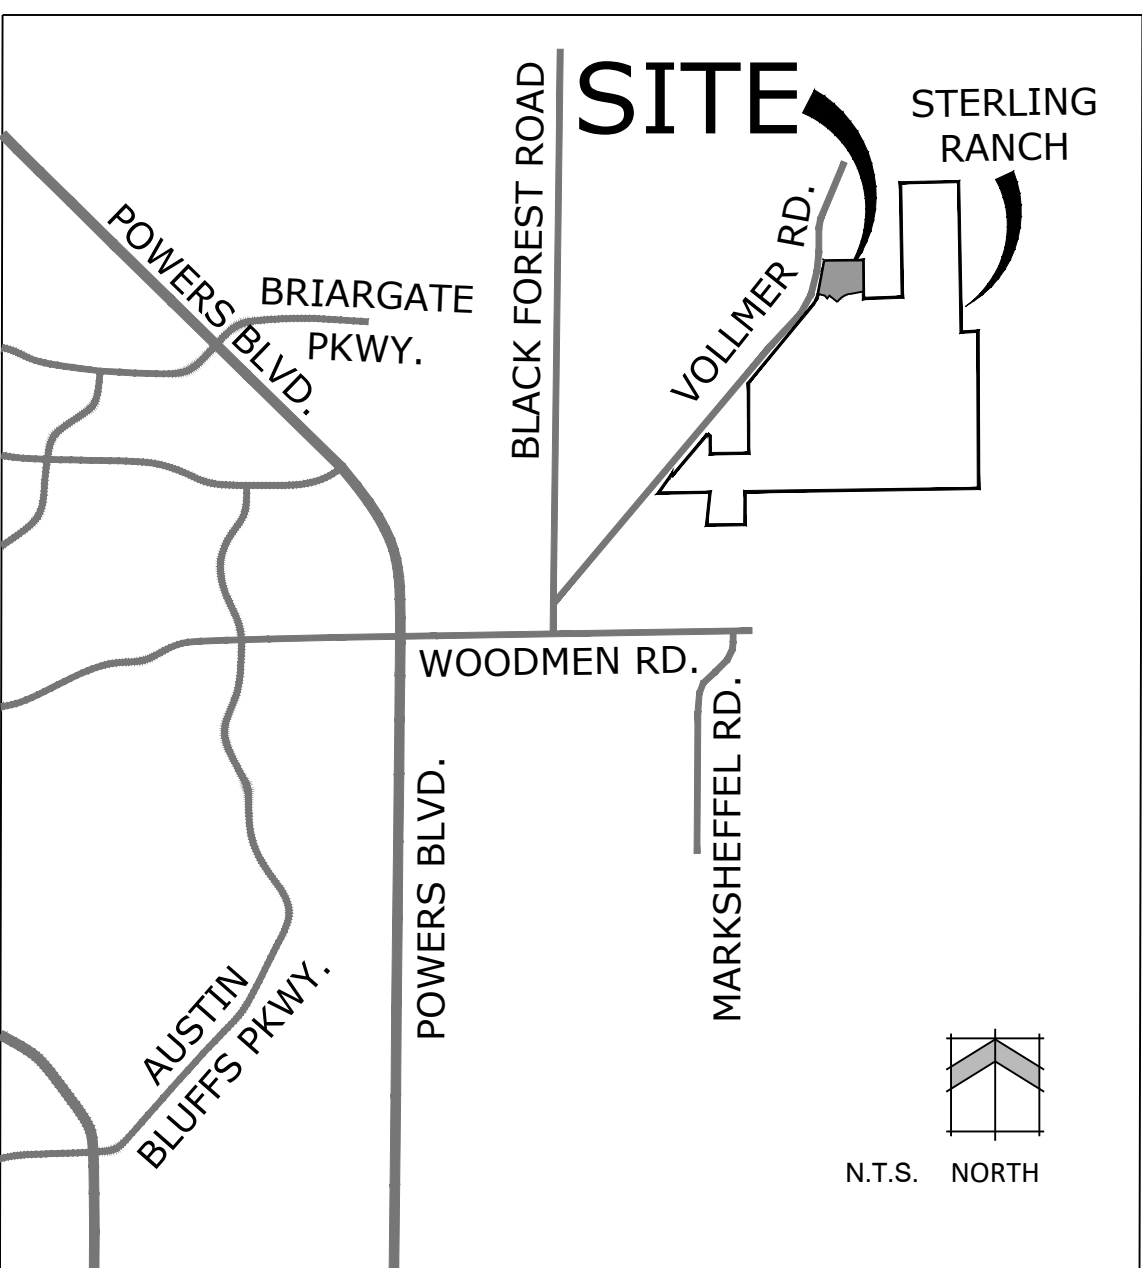 SITE
STERLING
RANCH
BLACK FOREST ROAD
VOLLMER RD.
POWERS BLVD.
BRIARGATE
PKWY.
WOODMEN RD.
MARKSHEFFEL RD.
POWERS BLVD.
AUSTIN
BLUFFS PKWY.
N.T.S.
NORTH